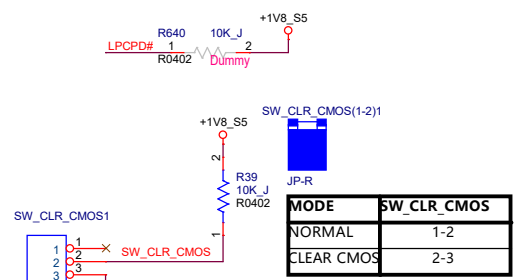 +1V8_S5
R640 10K_J
LPCPD# 1 2
R0402 Dummy
SW_CLR_CMOS(1-2)1
+1V8_S5
2
R39
10K_J
R0402
JP-R
1
MODE SW_CLR_CMOS
NORMAL 1-2
CLEAR CMOS 2-3
SW_CLR_CMOS1
1 1
2 2 SW_CLR_CMOS
3 3